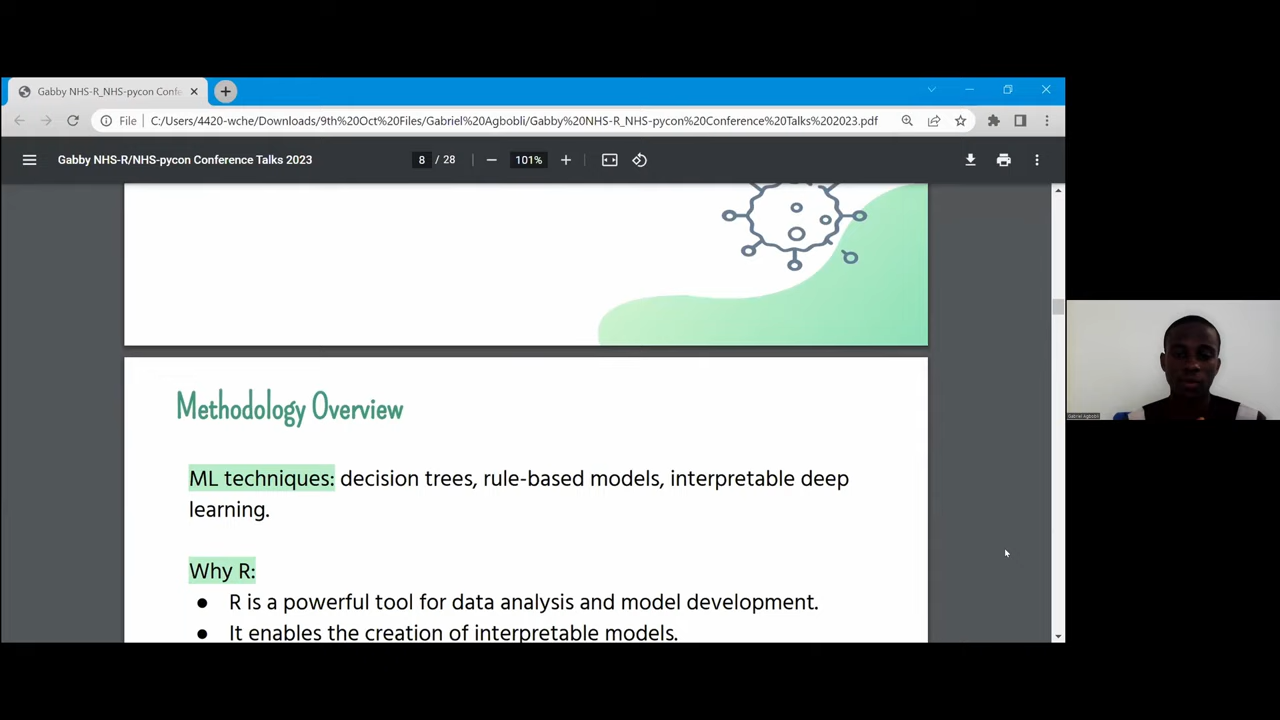 Gabby NHS-R_NHS-pycon Confe
File C:/Users/4420-wche/Downloads/9th%20Oct%20Files/Gabriel%20Agbobli/Gabby%20NHS-R_NHS-pycon%20Conference%20Talks%202023.pdf
Gabby NHS-R/NHS-pycon Conference Talks 2023 8 / 28 101%
Methodology Overview
ML techniques: decision trees, rule-based models, interpretable deep
learning.
Why R:
● R is a powerful tool for data analysis and model development.
● It enables the creation of interpretable models.
Gabriel Agbobli